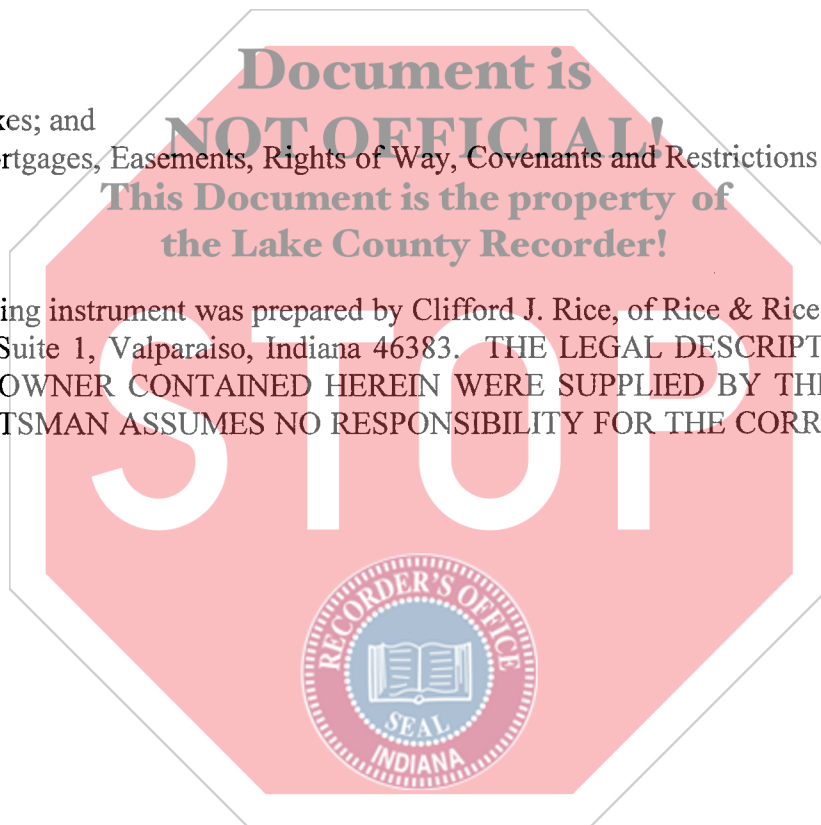 Document is
xes; and
NOT OFFICIAL!
rtgages, Easements, Rights of Way, Covenants and Restrictions
This Document is the property of
the Lake County Recorder!
ing instrument was prepared by Clifford J. Rice, of Rice & Rice
Suite 1, Valparaiso, Indiana 46383. THE LEGAL DESCRIPT
OWNER CONTAINED HEREIN WERE SUPPLIED BY TH
TSMAN ASSUMES NO RESPONSIBILITY FOR THE CORR
STOP
RECORDER'S OFFICE
SEAL
INDIANA